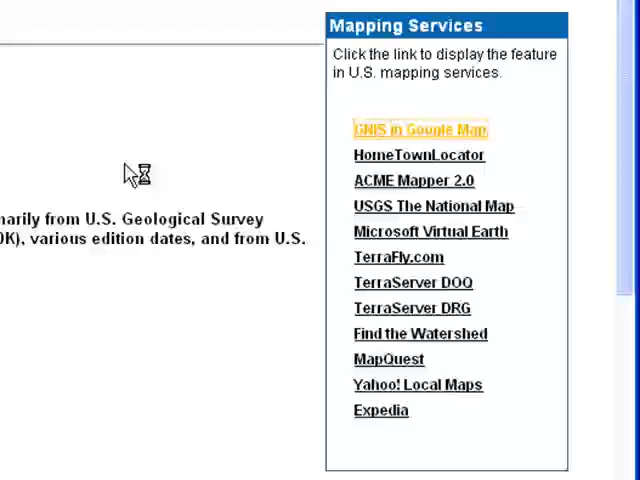 Mapping Services
Click the link to display the feature
in U.S. mapping services.
GNIS in Google Map
HomeTownLocator
ACME Mapper 2.0
USGS The National Map
Microsoft Virtual Earth
TerraFly.com
TerraServer DOQ
TerraServer DRG
Find the Watershed
MapQuest
Yahoo! Local Maps
Expedia
narily from U.S. Geological Survey
0K), various edition dates, and from U.S.